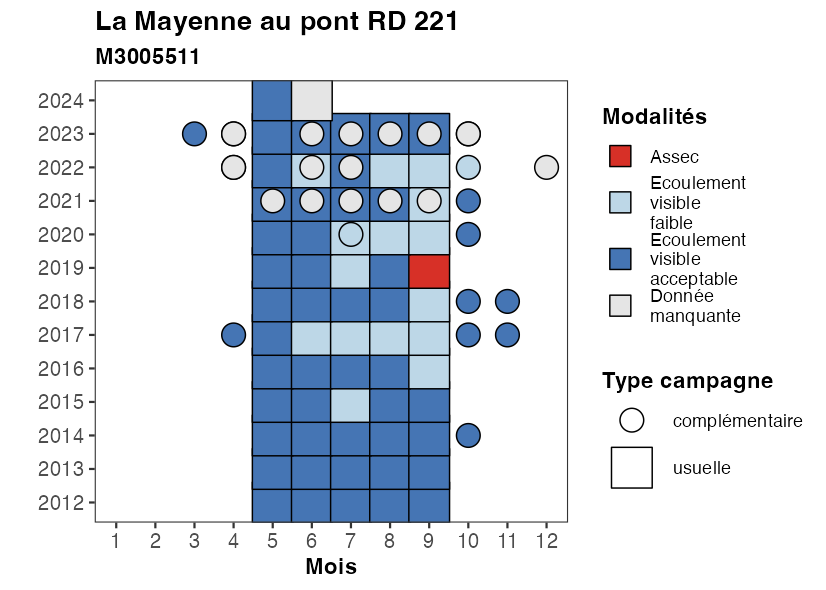 La Mayenne au pont RD 221
M3005511
2024
2023
2022
2021
2020
2019
2018
2017
2016
2015
2014
2013
2012
1 2 3 4 5 6 7 8 9 10 11 12
Mois
Modalités
Assec
Ecoulement
visible
faible
Ecoulement
visible
acceptable
Donnée
manquante
Type campagne
complémentaire
usuelle